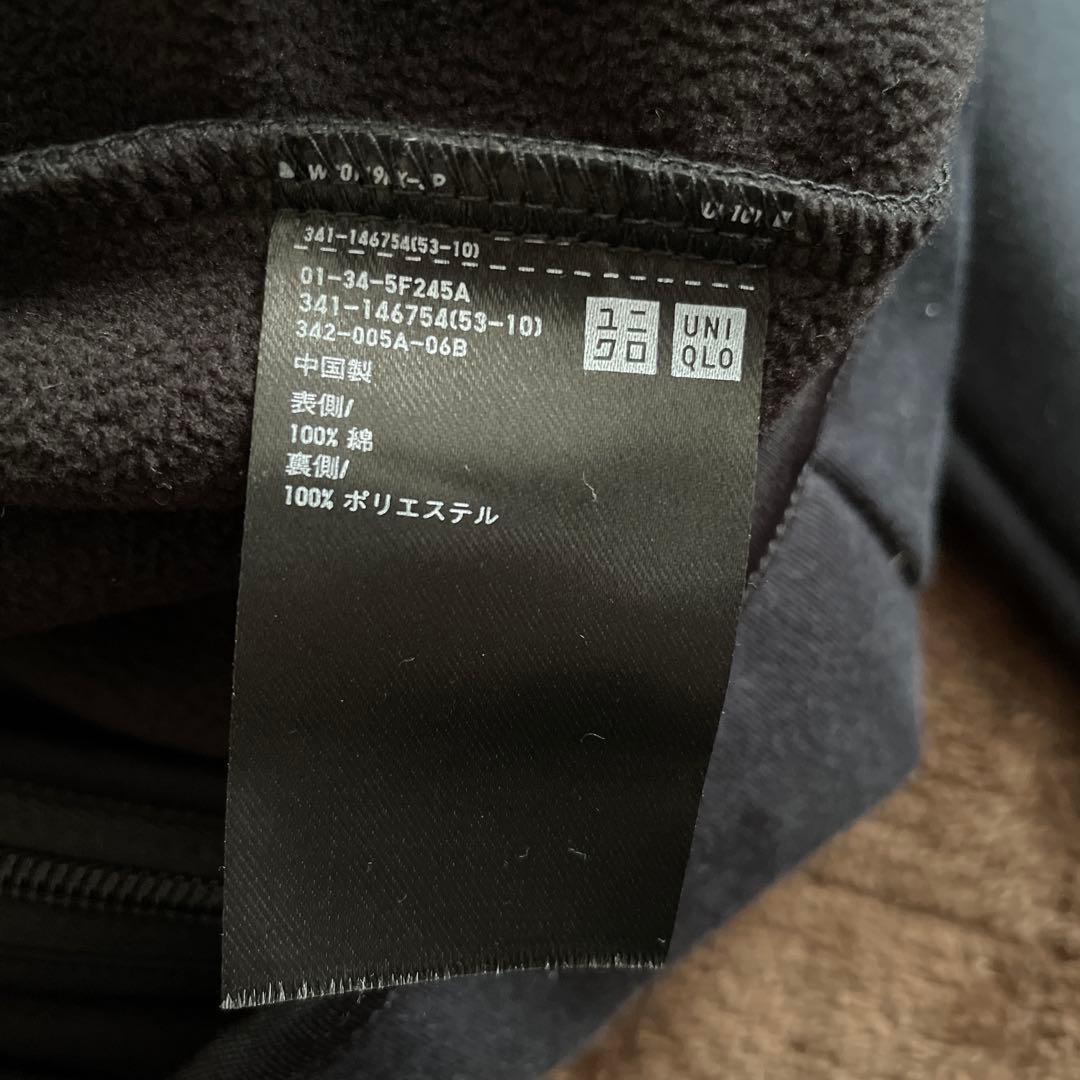 341-146754(53-10)
01-34-5F245A
341-146754(53-10)
342-005A-06B
ユニ
クロ
UNI
QLO
中国製
表側/
100% 綿
裏側/
100% ポリエステル